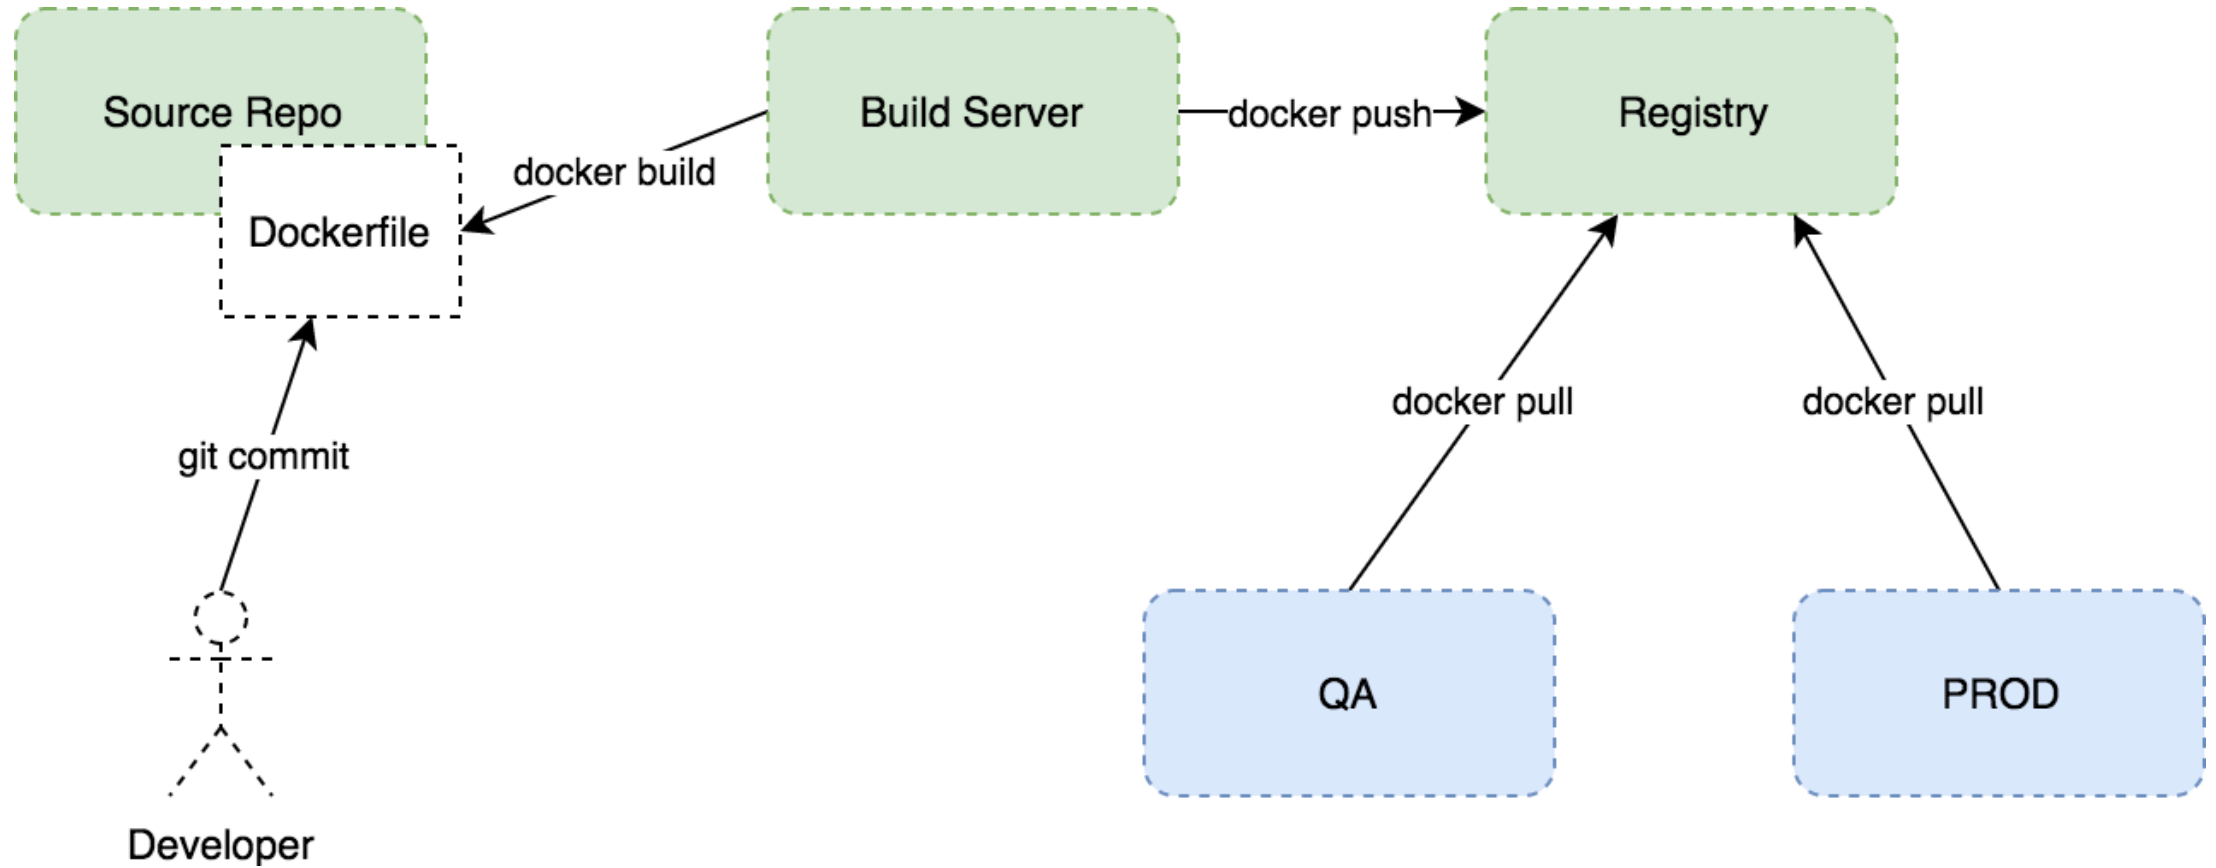 Source Repo
Build Server
docker push
Registry
docker build
Dockerfile
docker pull
docker pull
git commit
QA
PROD
Developer